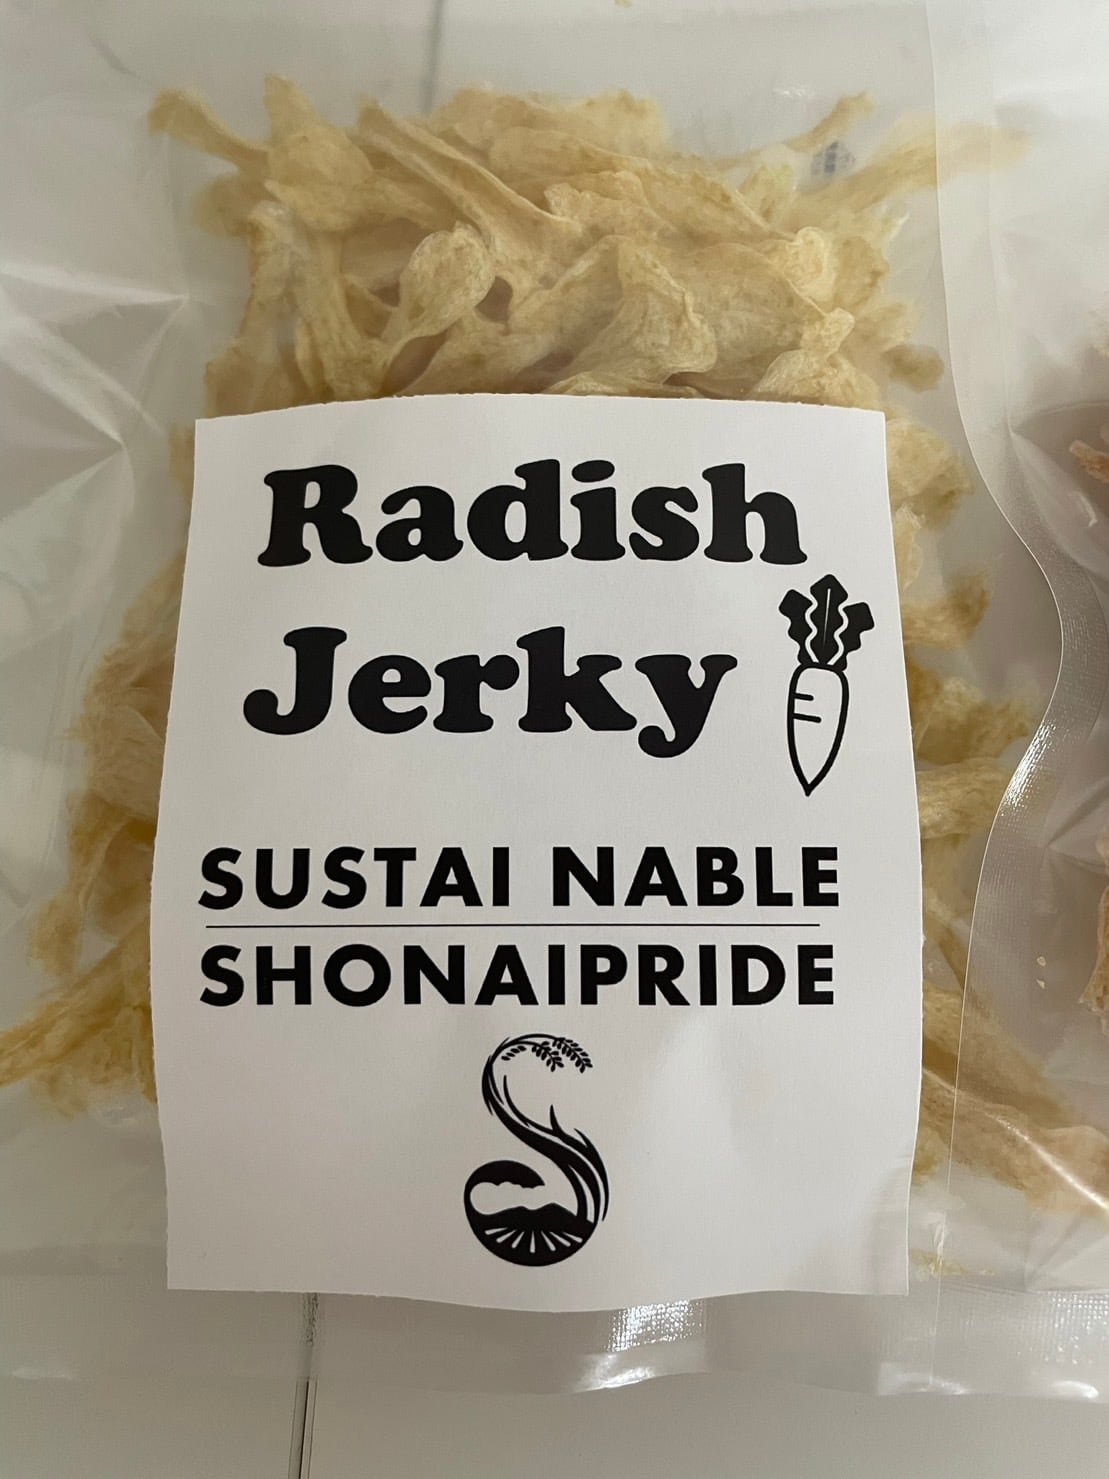 Radish
Jerky
SUSTAI NABLE
SHONAIPRIDE